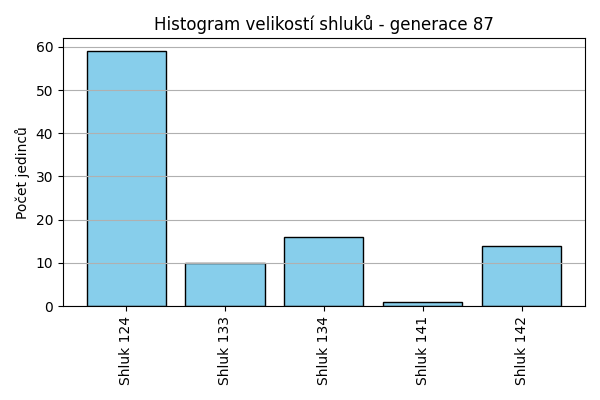 Histogram velikostí shluků - generace 87
Počet jedinců
60
50
40
30
20
10
0
Shluk 124
Shluk 133
Shluk 134
Shluk 141
Shluk 142